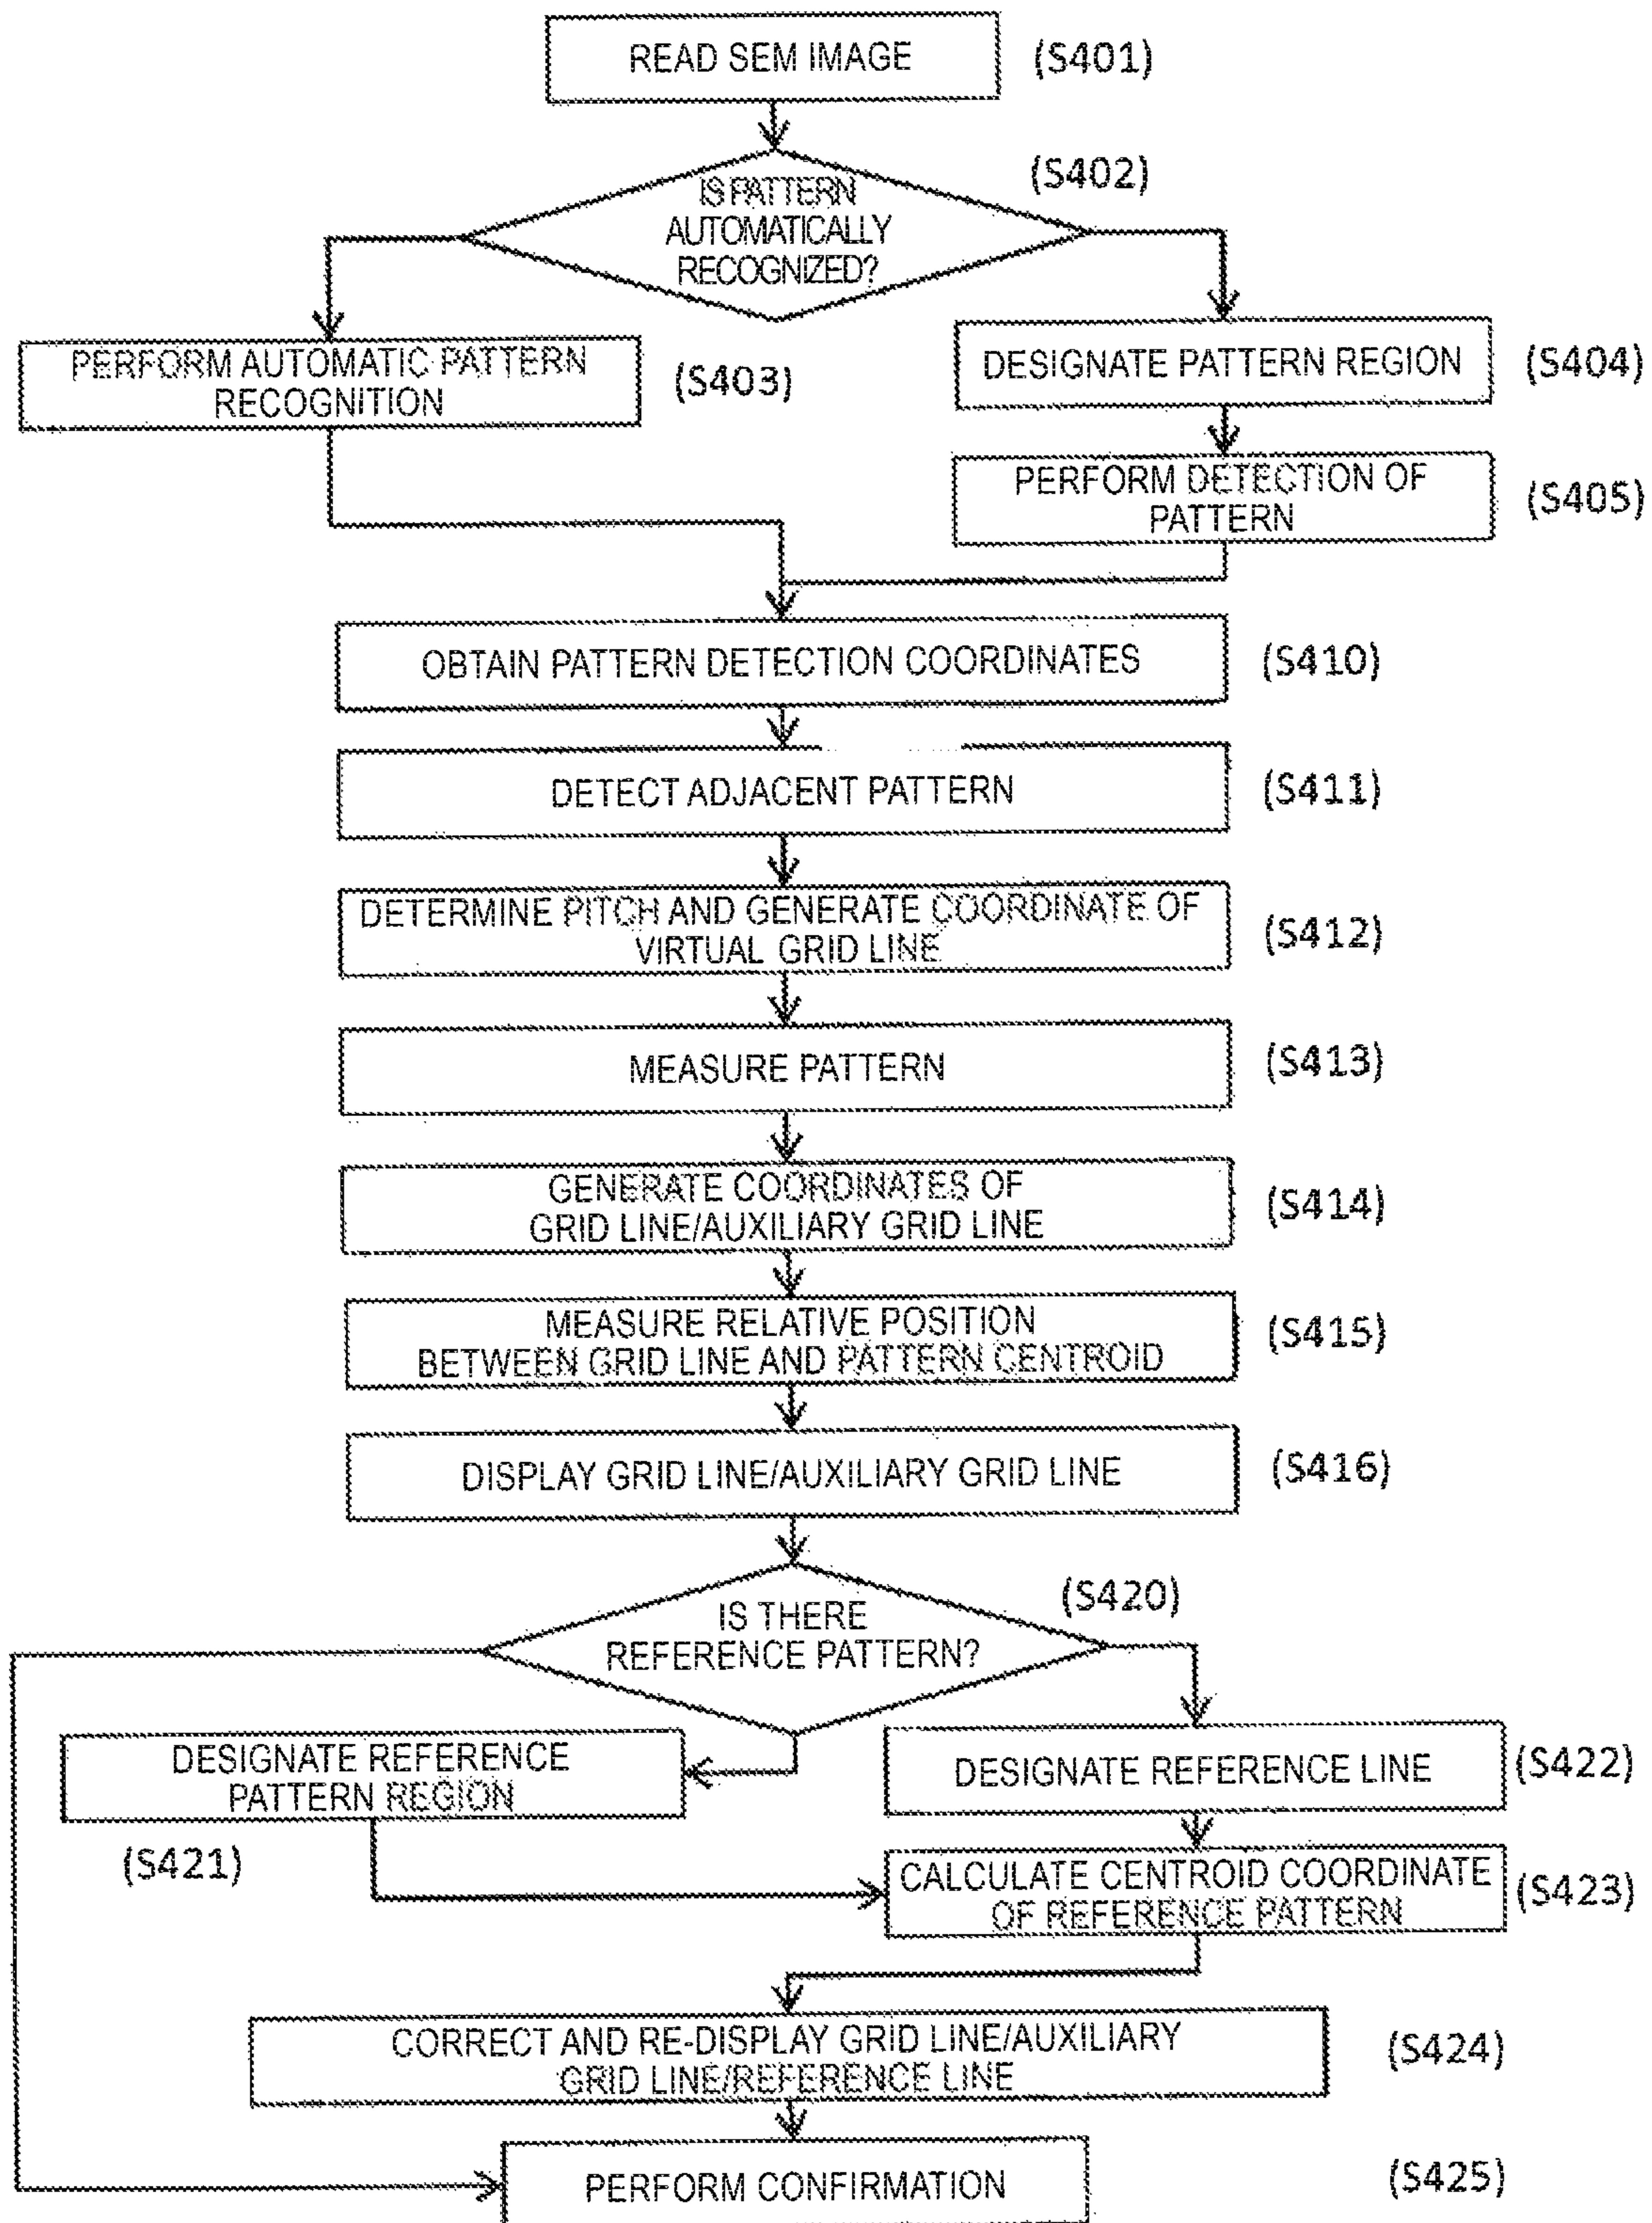 READ SEM IMAGE
(S401)
(S402)
IS PATTERN
AUTOMATICALLY
RECOGNIZED?
PERFORM AUTOMATIC PATTERN
RECOGNITION
(S403)
DESIGNATE PATTERN REGION
(S404)
PERFORM DETECTION OF
PATTERN
(S405)
OBTAIN PATTERN DETECTION COORDINATES
(S410)
DETECT ADJACENT PATTERN
(S411)
DETERMINE PITCH AND GENERATE COORDINATE OF
VIRTUAL GRID LINE
(S412)
MEASURE PATTERN
(S413)
GENERATE COORDINATES OF
GRID LINE/AUXILIARY GRID LINE
(S414)
MEASURE RELATIVE POSITION
BETWEEN GRID LINE AND PATTERN CENTROID
(S415)
DISPLAY GRID LINE/AUXILIARY GRID LINE
(S416)
(S420)
IS THERE
REFERENCE PATTERN?
DESIGNATE REFERENCE
PATTERN REGION
(S421)
DESIGNATE REFERENCE LINE
(S422)
CALCULATE CENTROID COORDINATE
OF REFERENCE PATTERN
(S423)
CORRECT AND RE-DISPLAY GRID LINE/AUXILIARY
GRID LINE/REFERENCE LINE
(S424)
PERFORM CONFIRMATION
(S425)